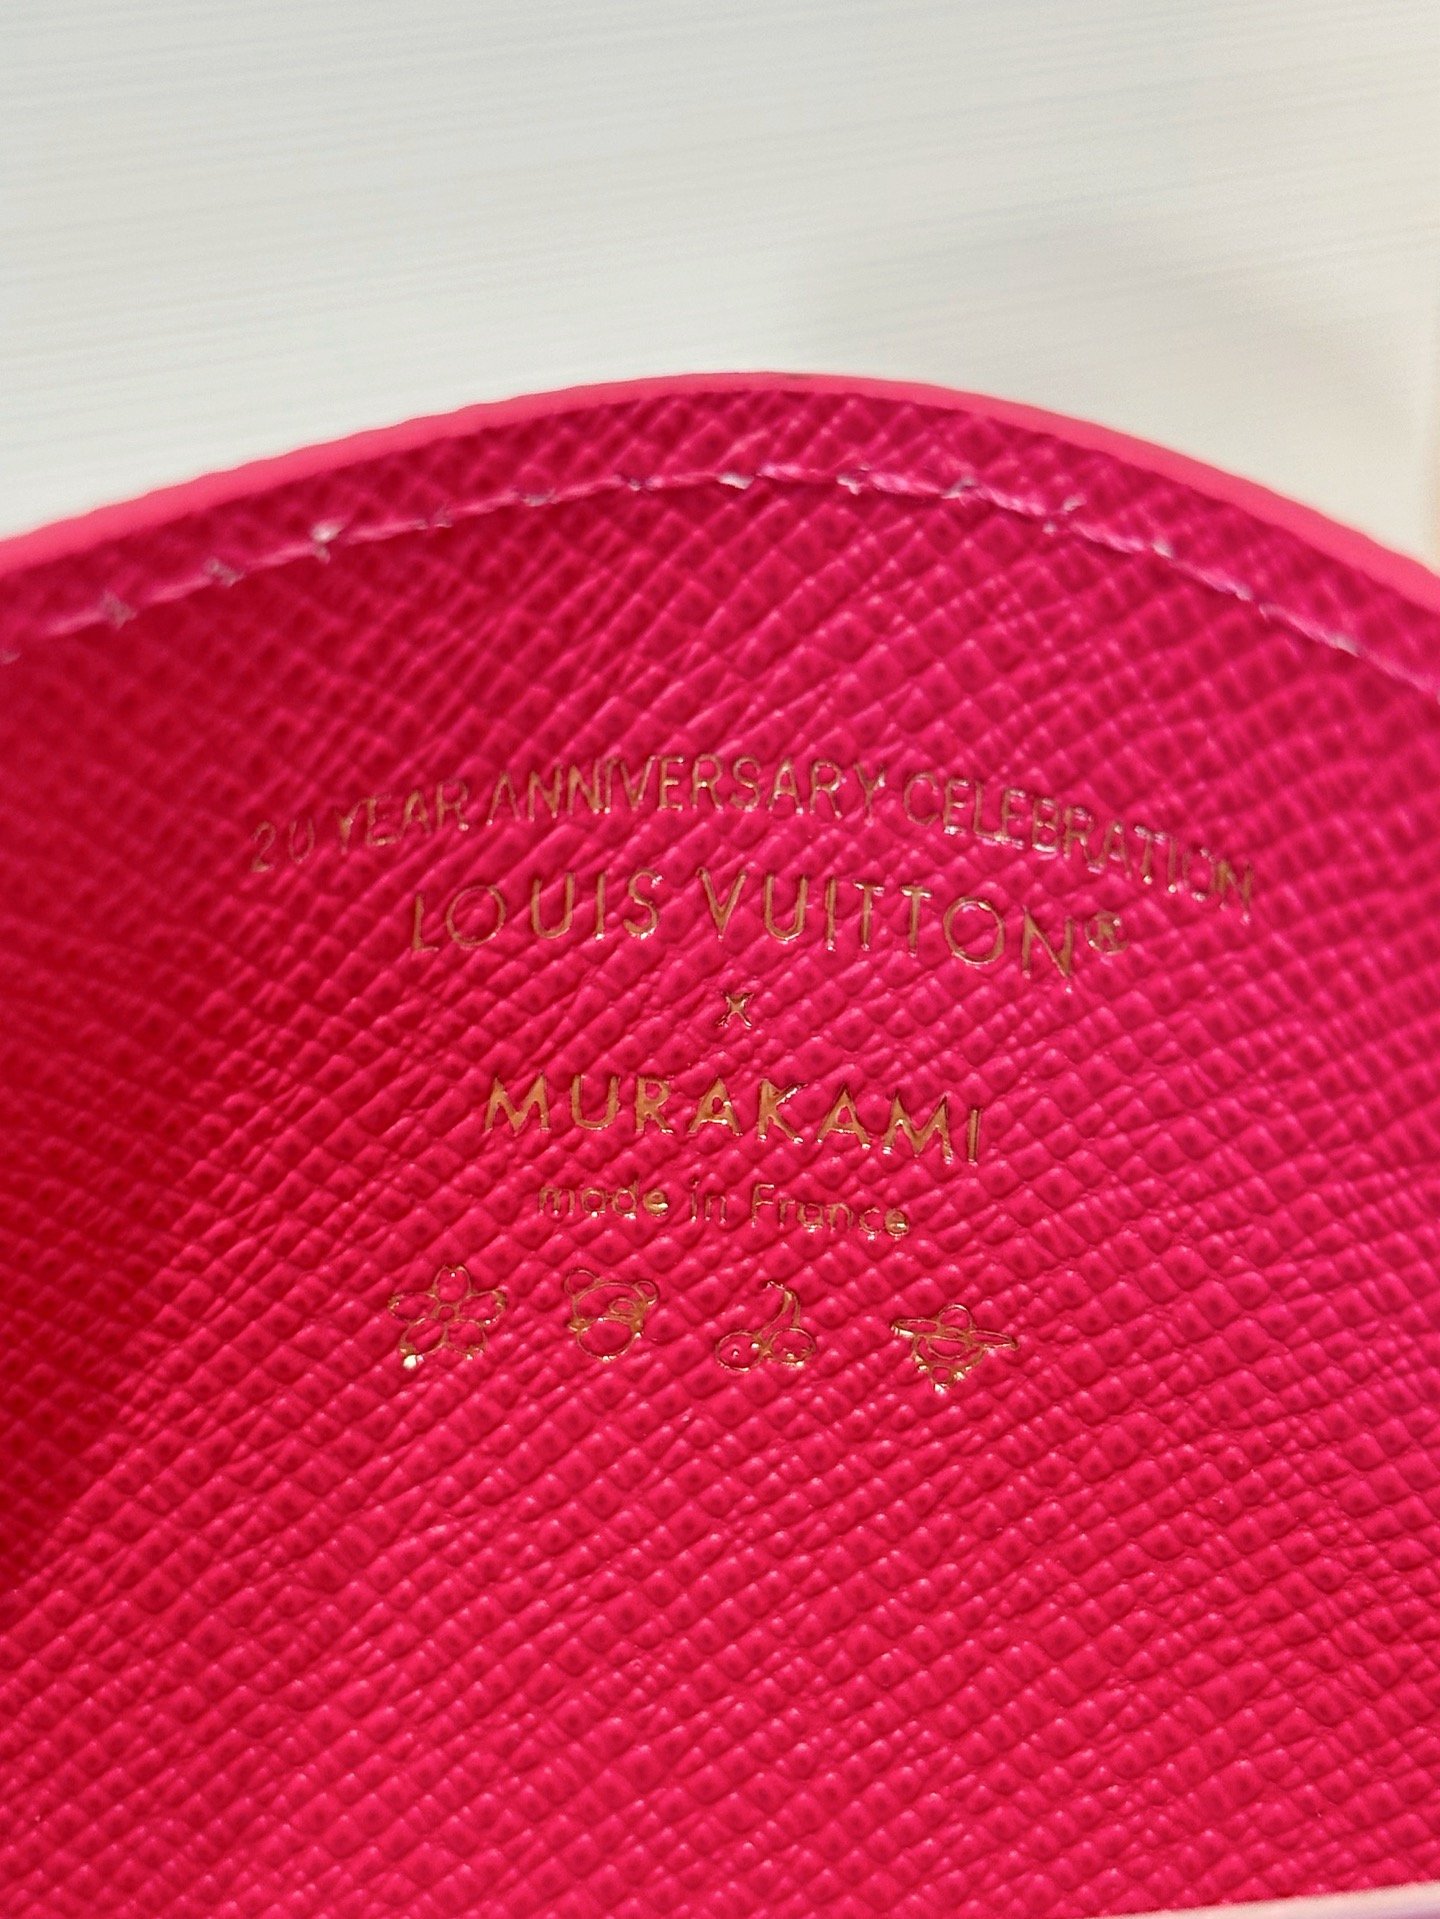 20 YEAR ANNIVERSARY CELEBRATION
LOUIS VUITTON®
x
MURAKAMI
made in France